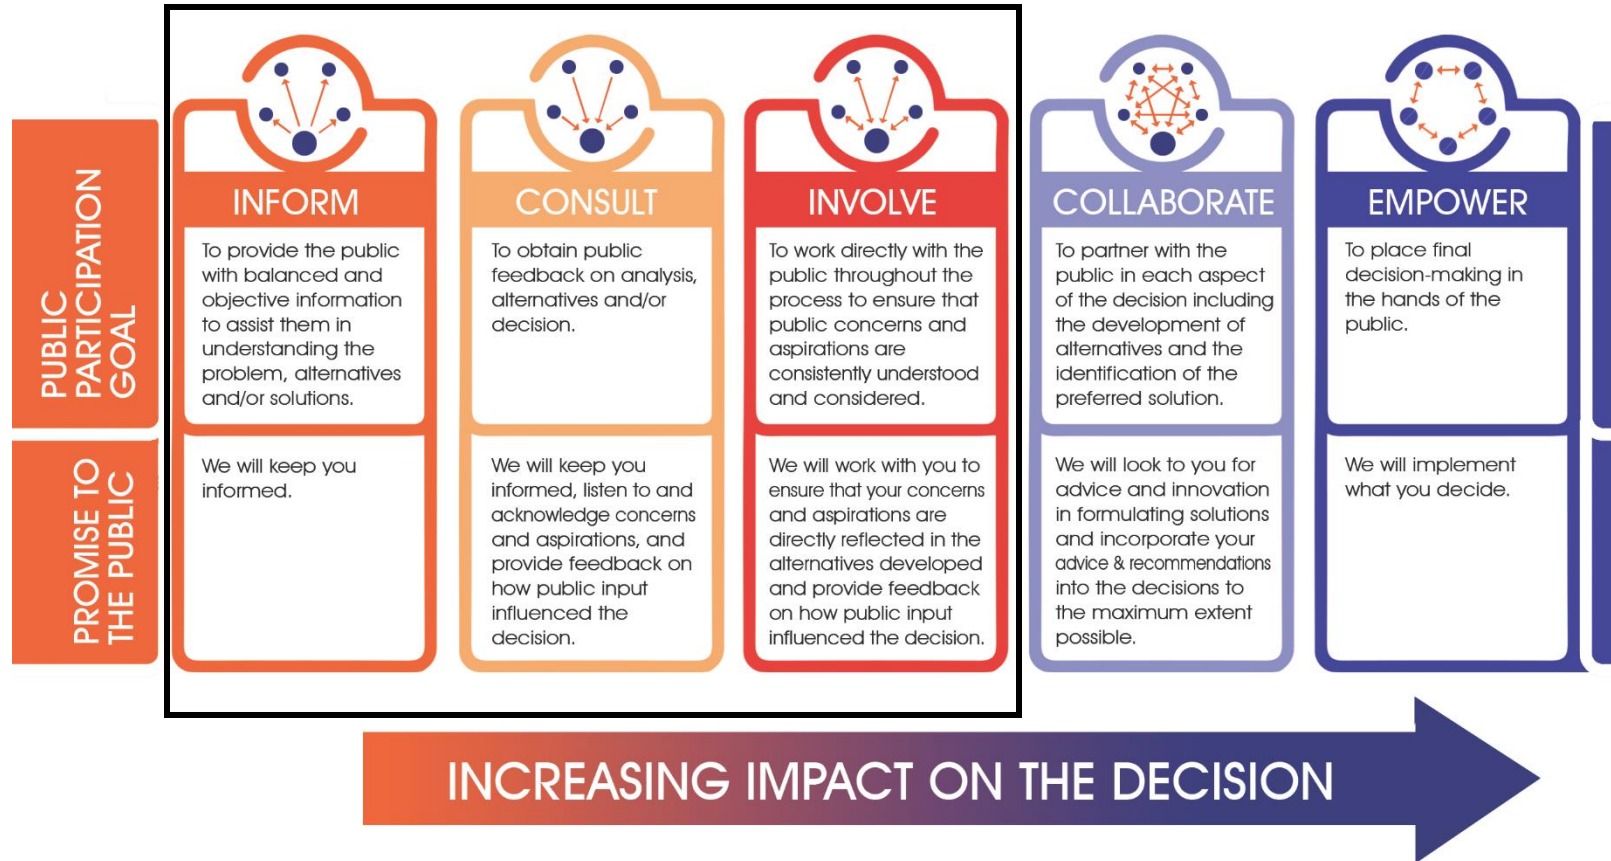 PUBLIC
PARTICIPATION
GOAL
INFORM
To provide the public
with balanced and
objective information
to assist them in
understanding the
problem, alternatives
and/or solutions.
CONSULT
To obtain public
feedback on analysis,
alternatives and/or
decision.
INVOLVE
To work directly with the
public throughout the
process to ensure that
public concerns and
aspirations are
consistently understood
and considered.
COLLABORATE
To partner with the
public in each aspect
of the decision including
the development of
alternatives and the
identification of the
preferred solution.
EMPOWER
To place final
decision-making in
the hands of the
public.
PROMISE TO
THE PUBLIC
We will keep you
informed.
We will keep you
informed, listen to and
acknowledge concerns
and aspirations, and
provide feedback on
how public input
influenced the
decision.
We will work with you to
ensure that your concerns
and aspirations are
directly reflected in the
alternatives developed
and provide feedback
on how public input
influenced the decision.
We will look to you for
advice and innovation
in formulating solutions
and incorporate your
advice & recommendations
into the decisions to
the maximum extent
possible.
We will implement
what you decide.
INCREASING IMPACT ON THE DECISION